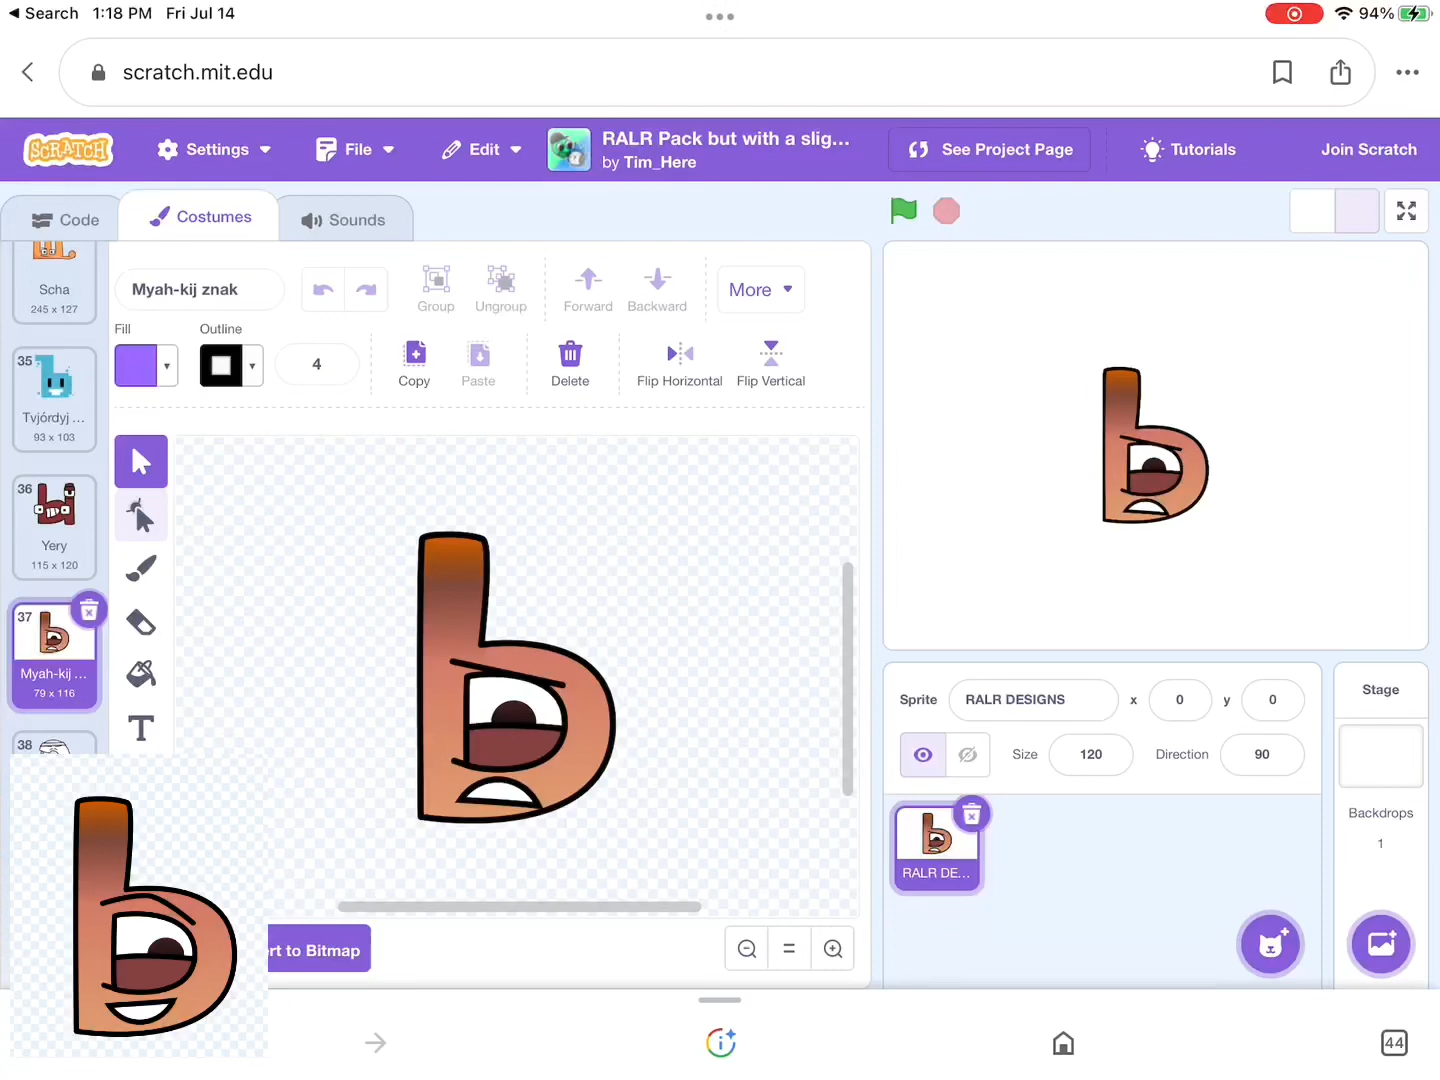 Search 1:18 PM Fri Jul 14
94%
scratch.mit.edu
SCRATCH
Settings
File
Edit
RALR Pack but with a slig...
by Tim_Here
See Project Page
Tutorials
Join Scratch
Code
Costumes
Sounds
Scha
245 x 127
35
Tvjórdyj ...
93 x 103
36
Yery
115 x 120
37
Myah-kij ...
79 x 116
38
Myah-kij znak
Group
Ungroup
Forward
Backward
More
Fill
Outline
4
Copy
Paste
Delete
Flip Horizontal
Flip Vertical
T
rt to Bitmap
Sprite
RALR DESIGNS
x
0
y
0
Size
120
Direction
90
RALR DE...
Stage
Backdrops
1
44